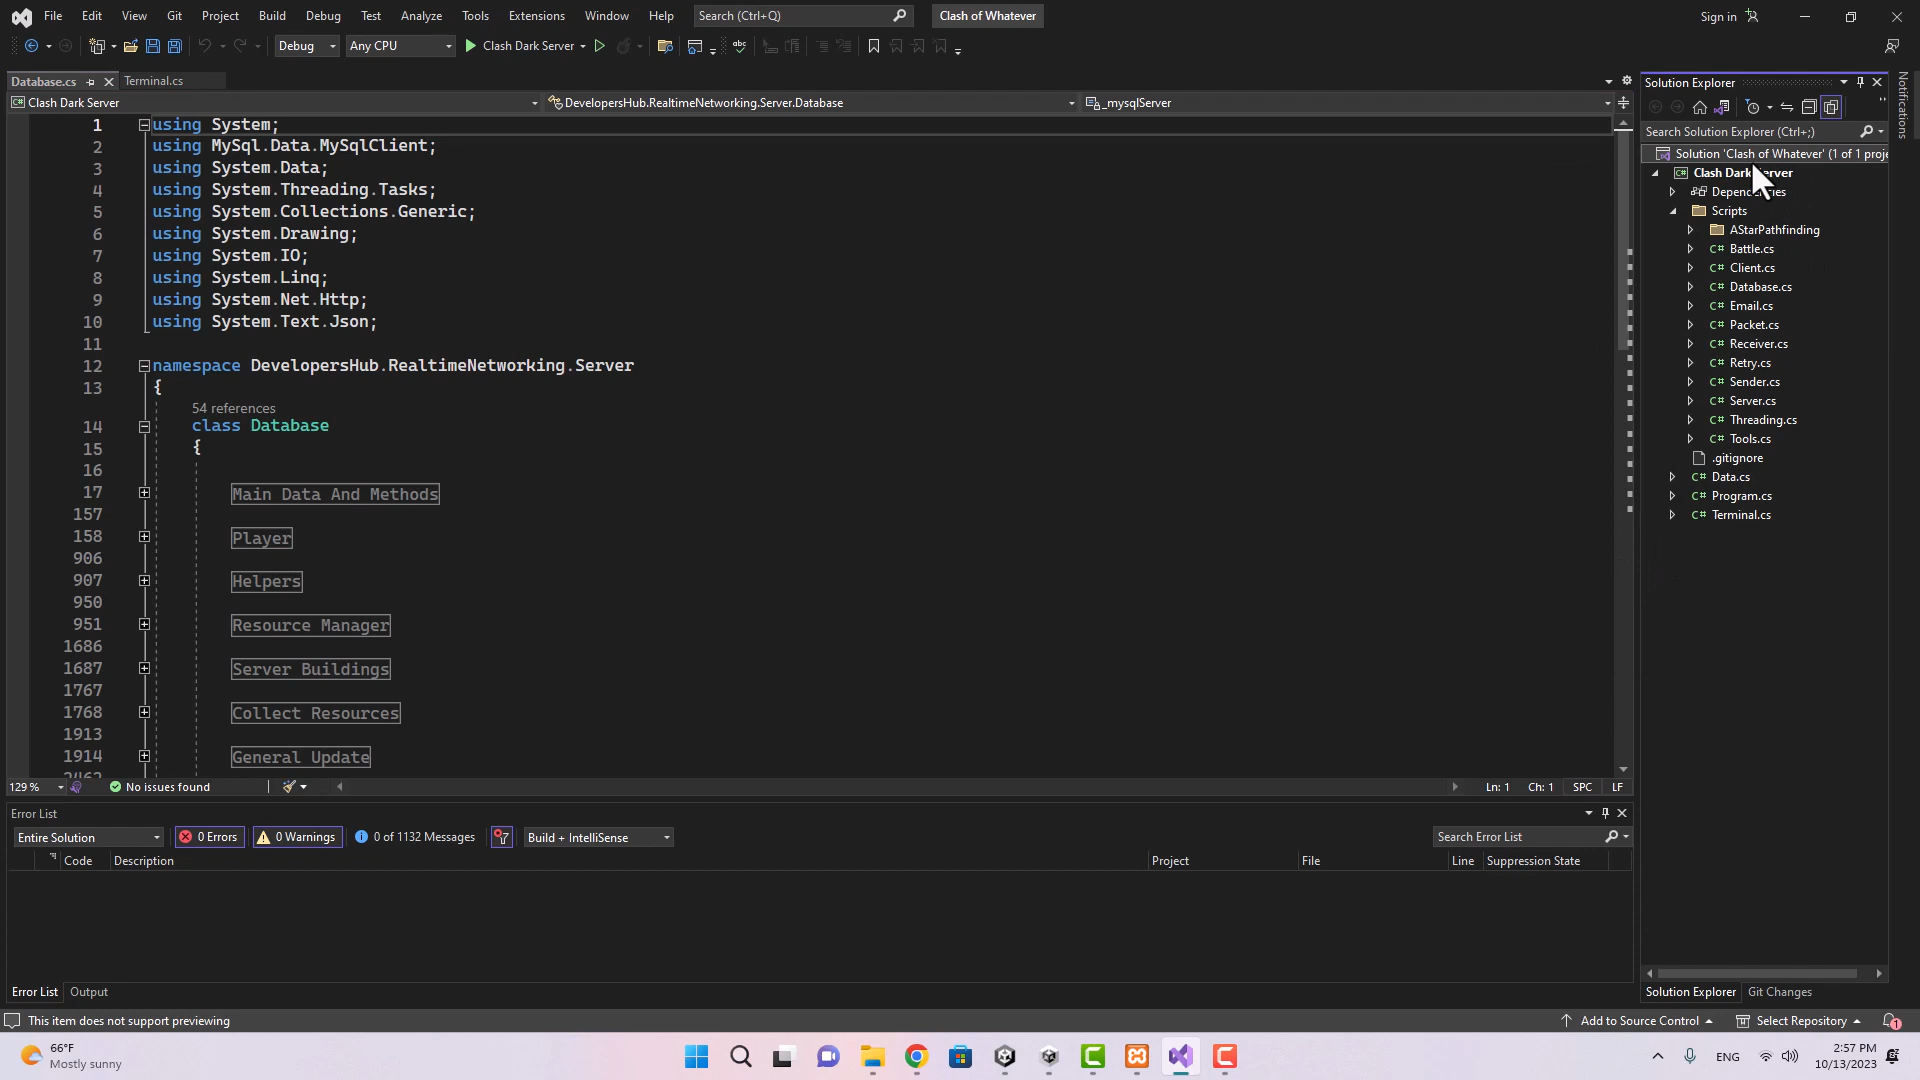 File Edit View Git Project Build Debug Test Analyze Tools Extensions Window Help Search (Ctrl+Q) Clash of Whatever Sign in
Debug Any CPU Clash Dark Server
Database.cs Terminal.cs
Clash Dark Server DevelopersHub.RealtimeNetworking.Server.Database _mysqlServer
1 using System;
2 using MySql.Data.MySqlClient;
3 using System.Data;
4 using System.Threading.Tasks;
5 using System.Collections.Generic;
6 using System.Drawing;
7 using System.IO;
8 using System.Linq;
9 using System.Net.Http;
10 using System.Text.Json;
11
12 namespace DevelopersHub.RealtimeNetworking.Server
13 {
54 references
14 class Database
15 {
16
17 Main Data And Methods
157
158 Player
906
907 Helpers
950
951 Resource Manager
1686
1687 Server Buildings
1767
1768 Collect Resources
1913
1914 General Update
129 % No issues found Ln: 1 Ch: 1 SPC LF
Error List
Entire Solution 0 Errors 0 Warnings 0 of 1132 Messages Build + IntelliSense Search Error List
Code Description Project File Line Suppression State
Error List Output
Solution Explorer
Search Solution Explorer (Ctrl+;)
Solution 'Clash of Whatever' (1 of 1 proje
Clash Dark
Scripts
AStarPathfinding
C# Battle.cs
C# Client.cs
C# Database.cs
C# Email.cs
C# Packet.cs
C# Receiver.cs
C# Retry.cs
C# Sender.cs
C# Server.cs
C# Threading.cs
C# Tools.cs
.gitignore
C# Data.cs
C# Program.cs
C# Terminal.cs
Solution Explorer Git Changes
Notifications
This item does not support previewing Add to Source Control Select Repository 1
66°F
Mostly sunny
ENG
2:57 PM
10/13/2023